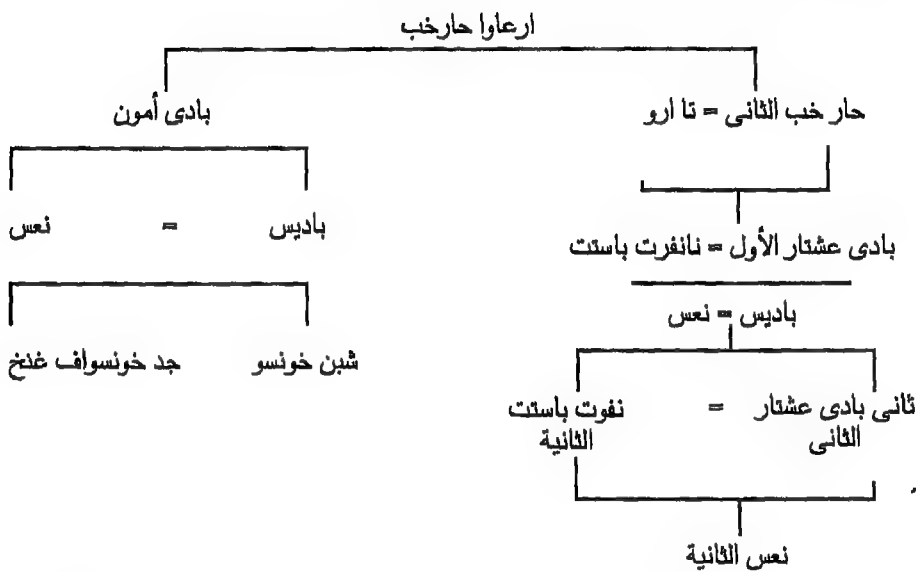 ارعاوا حارخب
حار خب الثانى = تا ارو
بادى أمون
باديس = نعس
بادى عشتار الأول = نانفرت باستت
باديس = نعس
شبن خونسو
جد خونسواف غنخ
ثانى بادى عشتار = نفوت باستت
الثانى
الثانية
نعس الثانية